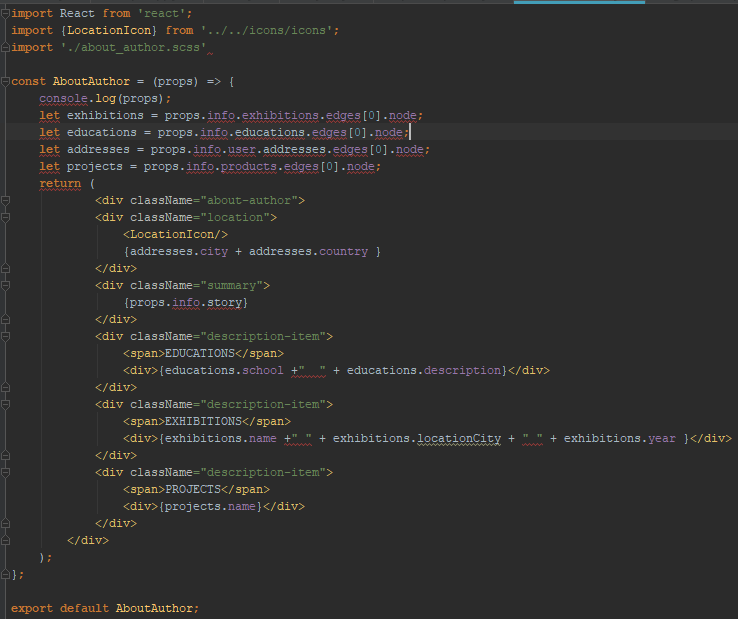 import React from 'react';
import {LocationIcon} from '../../icons/icons';
import './about_author.scss'
const AboutAuthor = (props) => {
console.log(props);
let exhibitions = props.info.exhibitions.edges[0].node;
let educations = props.info.educations.edges[0].node;
let addresses = props.info.user.addresses.edges[0].node;
let projects = props.info.products.edges[0].node;
return (
<div className="about-author">
<div className="location">
<LocationIcon/>
{addresses.city + addresses.country }
</div>
<div className="summary">
{props.info.story}
</div>
<div className="description-item">
<span>EDUCATIONS</span>
<div>{educations.school +"  " + educations.description}</div>
</div>
<div className="description-item">
<span>EXHIBITIONS</span>
<div>{exhibitions.name +" " + exhibitions.locationCity + " " + exhibitions.year }</div>
</div>
<div className="description-item">
<span>PROJECTS</span>
<div>{projects.name}</div>
</div>
</div>
);
};
export default AboutAuthor;